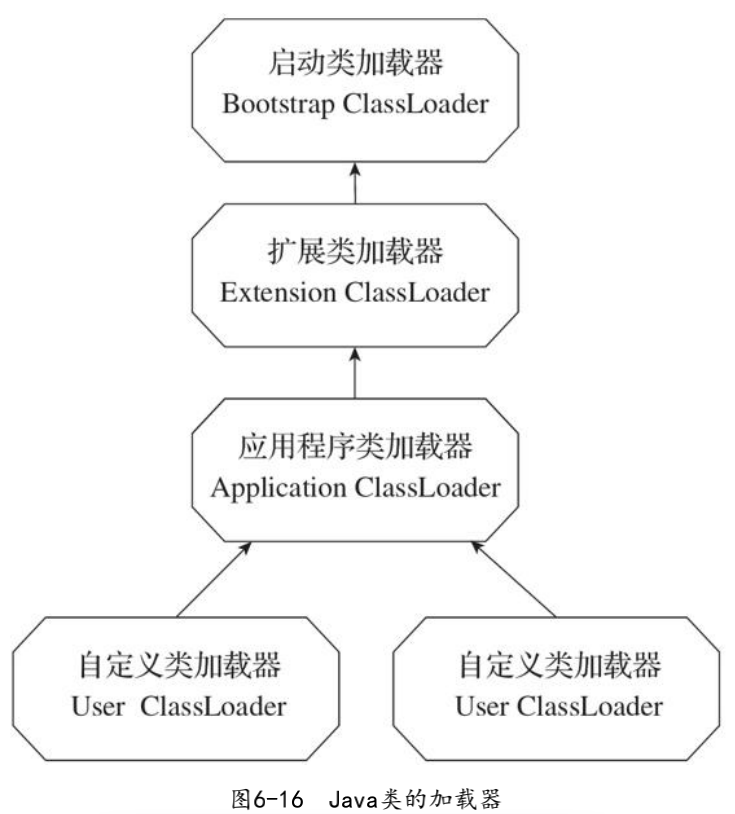 启动类加载器
Bootstrap ClassLoader
扩展类加载器
Extension ClassLoader
应用程序类加载器
Application ClassLoader
自定义类加载器
User ClassLoader
自定义类加载器
User ClassLoader
图6-16 Java类的加载器